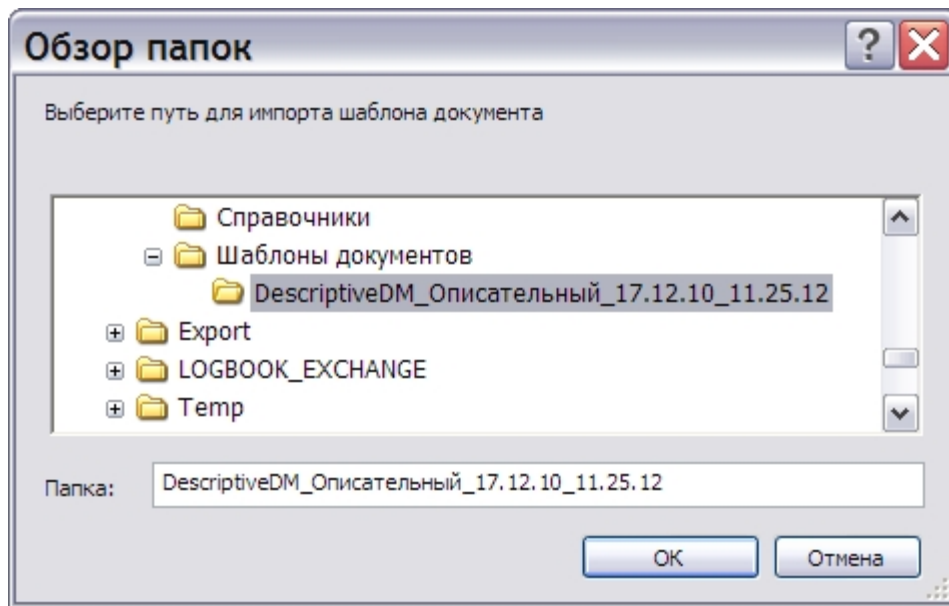 Обзор папок
Выберите путь для импорта шаблона документа
Справочники
Шаблоны документов
DescriptiveDM_Описательный_17.12.10_11.25.12
Export
LOGBOOK_EXCHANGE
Temp
Папка: DescriptiveDM_Описательный_17.12.10_11.25.12
OK Отмена